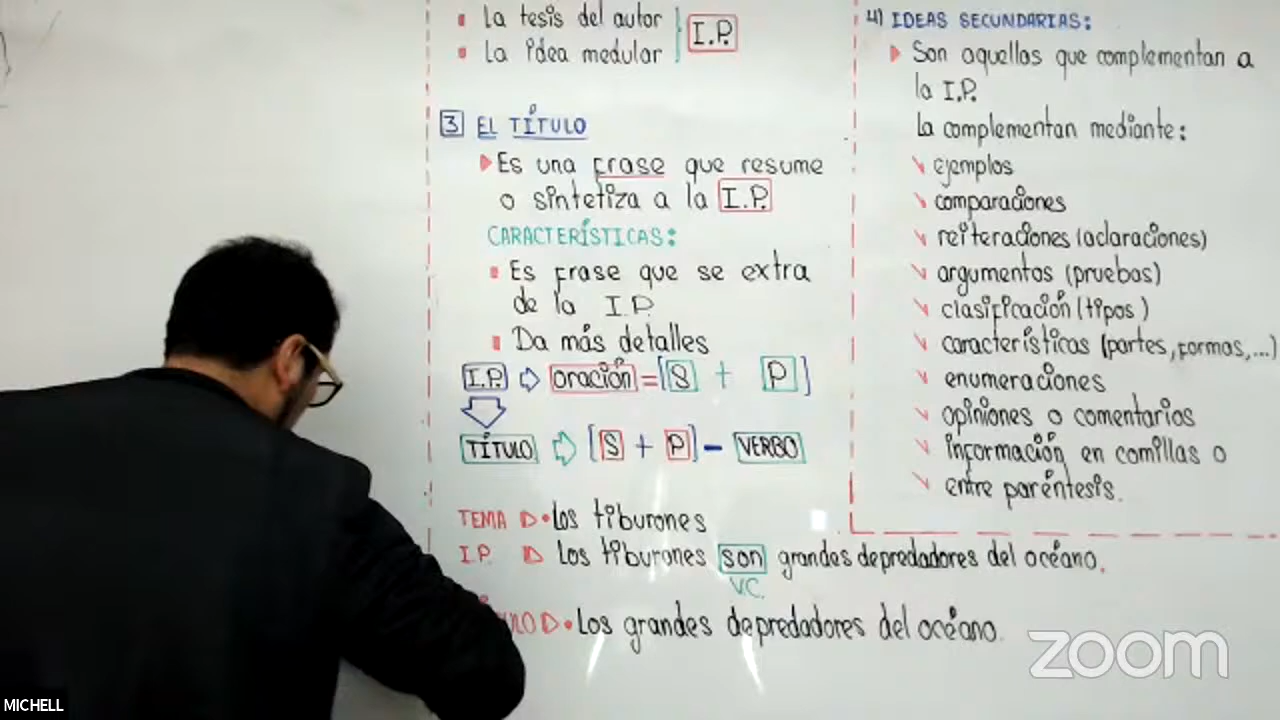 ▪ La tesis del autor
▪ La idea medular } I.P.
3 EL TÍTULO
▶ Es una frase que resume
o sintetiza a la I.P.
CARACTERÍSTICAS:
▪ Es frase que se extra
de la I.P.
▪ Da más detalles
I.P. ⇨ oración = [S + P]
TÍTULO ⇨ [S + P] – VERBO
TEMA ▷ • Los tiburones
I.P. ▷ Los tiburones son grandes depredadores del océano.
V.C.
ULO ▷ • Los grandes depredadores del océano.
4) IDEAS SECUNDARIAS:
▶ Son aquellas que complementan a
la I.P.
La complementan mediante:
↘ ejemplos
↘ comparaciones
↘ reiteraciones (aclaraciones)
↘ argumentos (pruebas)
↘ clasificación (tipos)
↘ características (partes, formas, ...)
↘ enumeraciones
↘ opiniones o comentarios
↘ información en comillas o
↘ entre paréntesis.
zoom
MICHELL